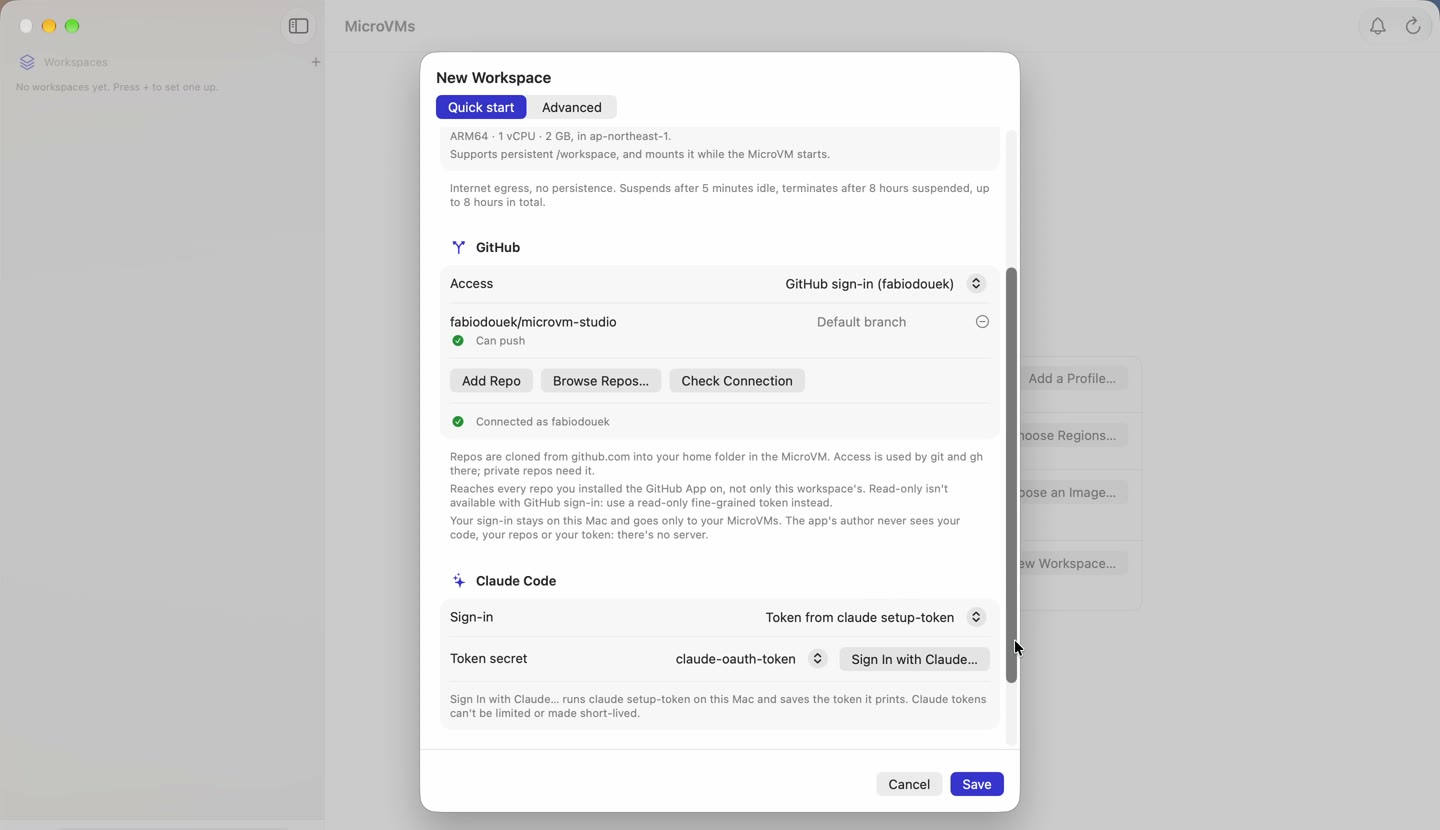 MicroVMs
Workspaces
No workspaces yet. Press + to set one up.
New Workspace
Quick start
Advanced
ARM64 · 1 vCPU · 2 GB, in ap-northeast-1.
Supports persistent /workspace, and mounts it while the MicroVM starts.
Internet egress, no persistence. Suspends after 5 minutes idle, terminates after 8 hours suspended, up
to 8 hours in total.
GitHub
Access
GitHub sign-in (fabiodouek)
fabiodouek/microvm-studio
Default branch
Can push
Add Repo
Browse Repos...
Check Connection
Connected as fabiodouek
Repos are cloned from github.com into your home folder in the MicroVM. Access is used by git and gh
there; private repos need it.
Reaches every repo you installed the GitHub App on, not only this workspace's. Read-only isn't
available with GitHub sign-in: use a read-only fine-grained token instead.
Your sign-in stays on this Mac and goes only to your MicroVMs. The app's author never sees your
code, your repos or your token: there's no server.
Claude Code
Sign-in
Token from claude setup-token
Token secret
claude-oauth-token
Sign In with Claude...
Sign In with Claude... runs claude setup-token on this Mac and saves the token it prints. Claude tokens
can't be limited or made short-lived.
Cancel
Save
Add a Profile...
Regions...
an Image...
Workspace...